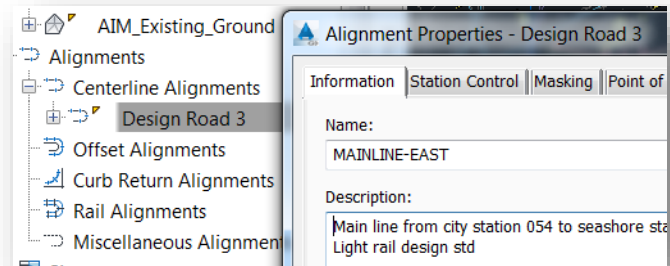 AIM_Existing_Ground
Alignments
Centerline Alignments
Design Road 3
Offset Alignments
Curb Return Alignments
Rail Alignments
Miscellaneous Alignmen
Alignment Properties - Design Road 3
Information Station Control Masking Point of
Name:
MAINLINE-EAST
Description:
Main line from city station 054 to seashore sta
Light rail design std